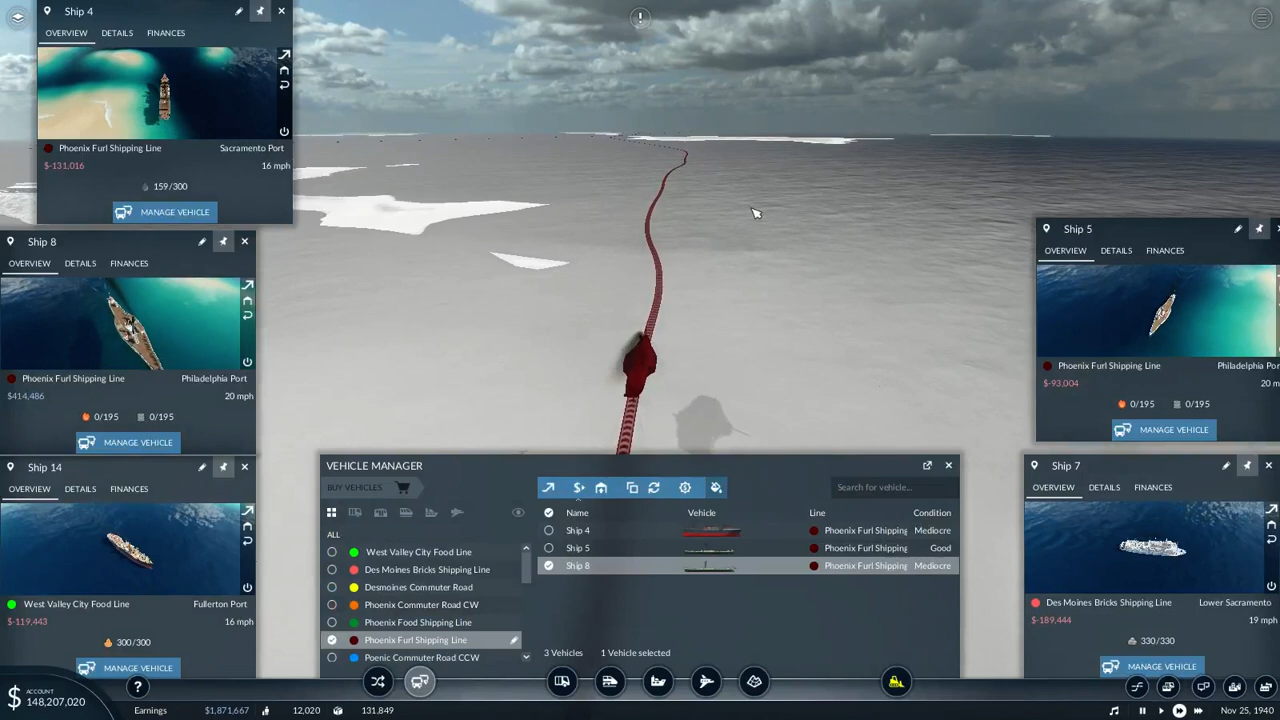 Ship 4
OVERVIEW DETAILS FINANCES
Phoenix Furl Shipping Line Sacramento Port
$-131,016 16 mph
159/300
MANAGE VEHICLE
Ship 8
OVERVIEW DETAILS FINANCES
Phoenix Furl Shipping Line Philadelphia Port
$414,486 20 mph
0/195 0/195
MANAGE VEHICLE
Ship 14
OVERVIEW DETAILS FINANCES
West Valley City Food Line Fullerton Port
$-119,443 16 mph
300/300
MANAGE VEHICLE
Ship 5
OVERVIEW DETAILS FINANCES
Phoenix Furl Shipping Line Philadelphia Po
$-93,004 20 m
0/195 0/195
MANAGE VEHICLE
Ship 7
OVERVIEW DETAILS FINANCES
Des Moines Bricks Shipping Line Lower Sacramento
$-189,444 19 mph
330/330
MANAGE VEHICLE
VEHICLE MANAGER
BUY VEHICLES
Search for vehicle...
ALL
West Valley City Food Line
Des Moines Bricks Shipping Line
Desmoines Commuter Road
Phoenix Commuter Road CW
Phoenix Food Shipping Line
Phoenix Furl Shipping Line
Poenic Commuter Road CCW
Name Vehicle Line Condition
Ship 4 Phoenix Furl Shipping Mediocre
Ship 5 Phoenix Furl Shipping Good
Ship 8 Phoenix Furl Shipping Mediocre
3 Vehicles 1 Vehicle selected
$ ACCOUNT
148,207,020
?
Earnings $1,871,667 12,020 131,849
Nov 25, 1940